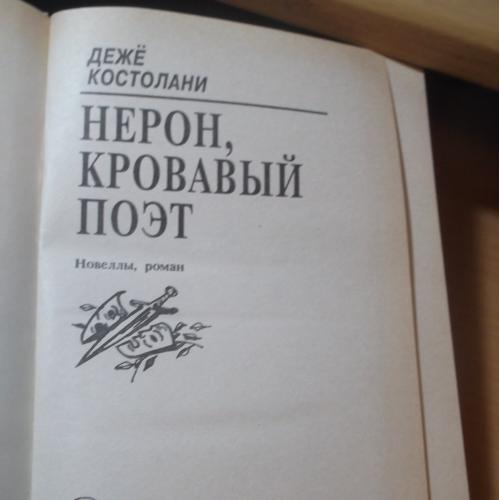 ДЕЖЁ
КОСТОЛАНИ
НЕРОН,
КРОВАВЫЙ
ПОЭТ
Новеллы, роман